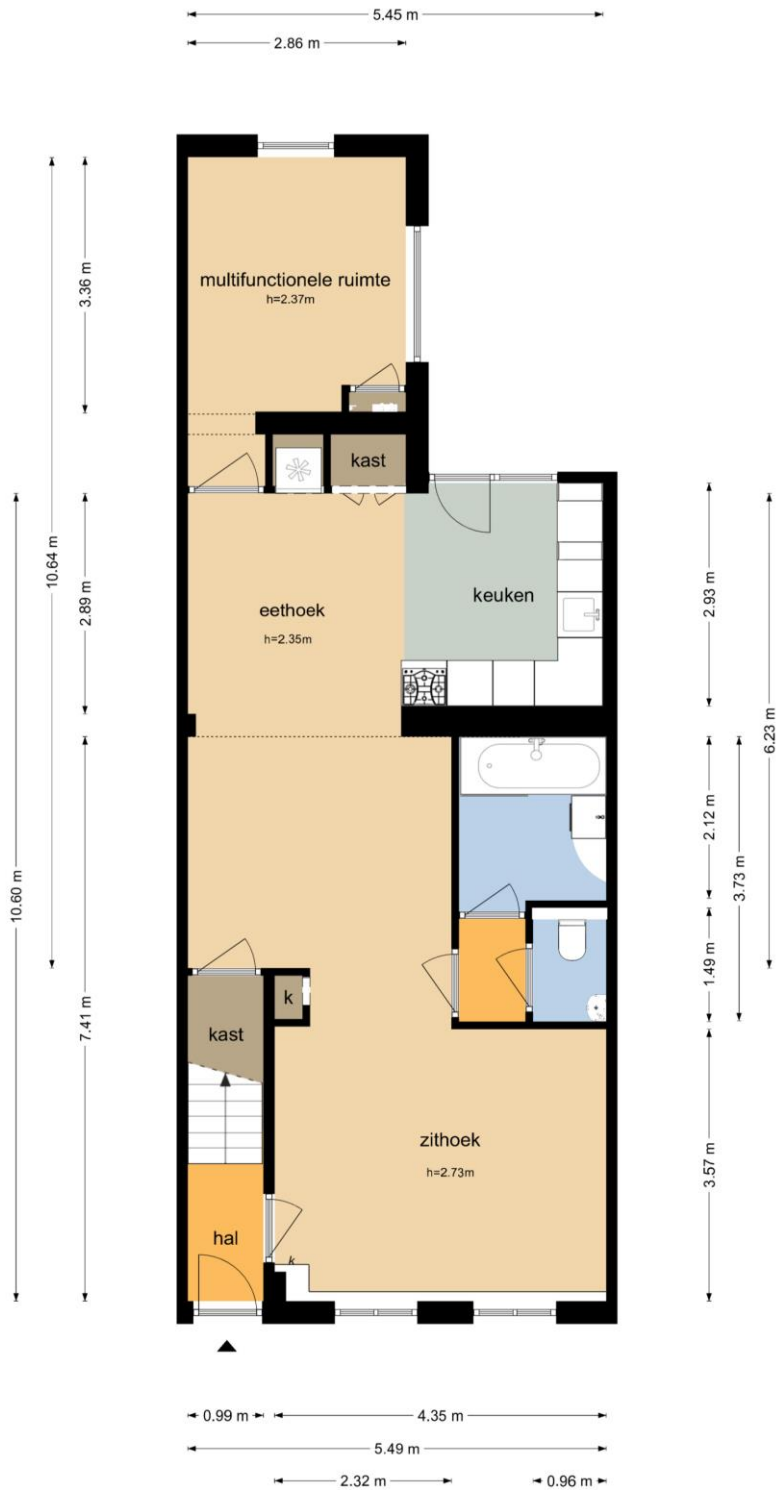 5.45 m
2.86 m
3.36 m
10.64 m
2.89 m
10.60 m
7.41 m
multifunctionele ruimte
h=2.37m
kast
eethoek
h=2.35m
keuken
2.93 m
6.23 m
2.12 m
3.73 m
1.49 m
3.57 m
k
kast
zithoek
h=2.73m
hal
k
0.99 m
4.35 m
5.49 m
2.32 m
0.96 m